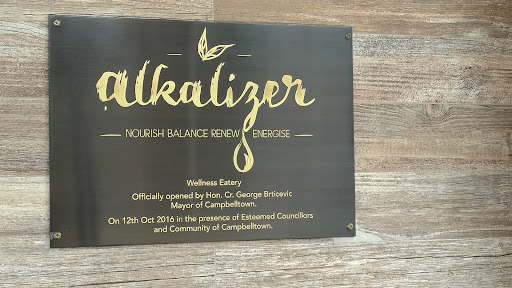 alkalizer
NOURISH BALANCE RENEW ENERGISE
Wellness Eatery
Officially opened by Hon. Cr. George Brticevic
Mayor of Campbelltown.
On 12th Oct 2016 in the presence of Esteemed Councillors
and Community of Campbelltown.